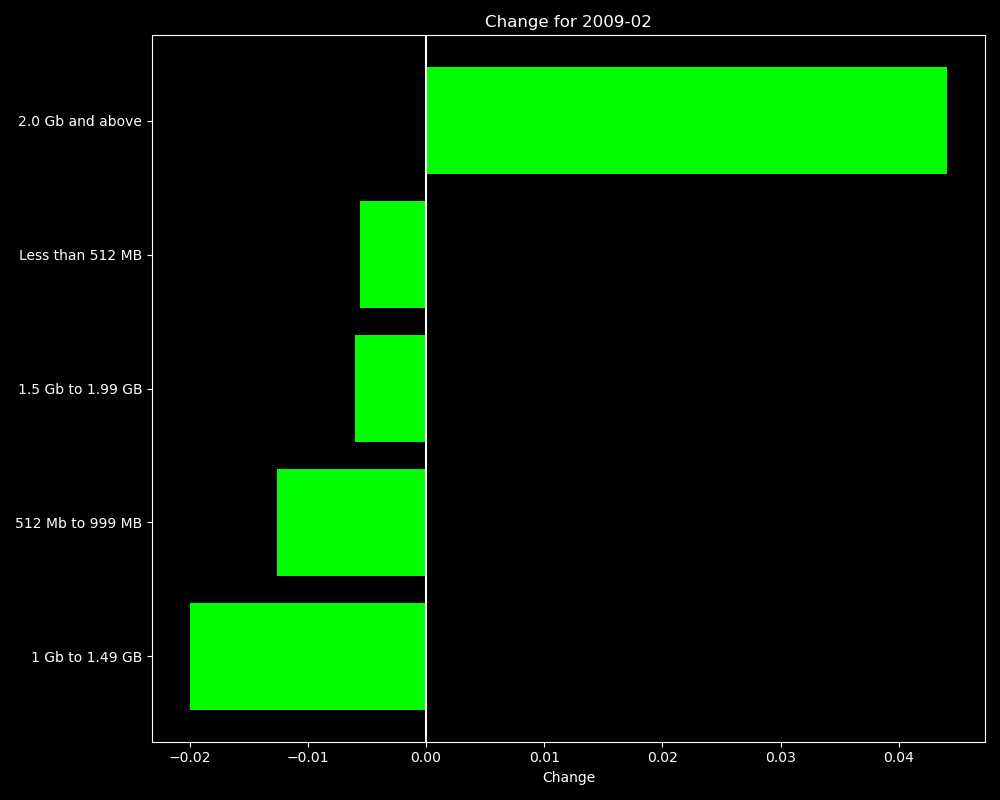 Change for 2009-02
2.0 Gb and above
Less than 512 MB
1.5 Gb to 1.99 GB
512 Mb to 999 MB
1 Gb to 1.49 GB
−0.02 −0.01 0.00 0.01 0.02 0.03 0.04
Change